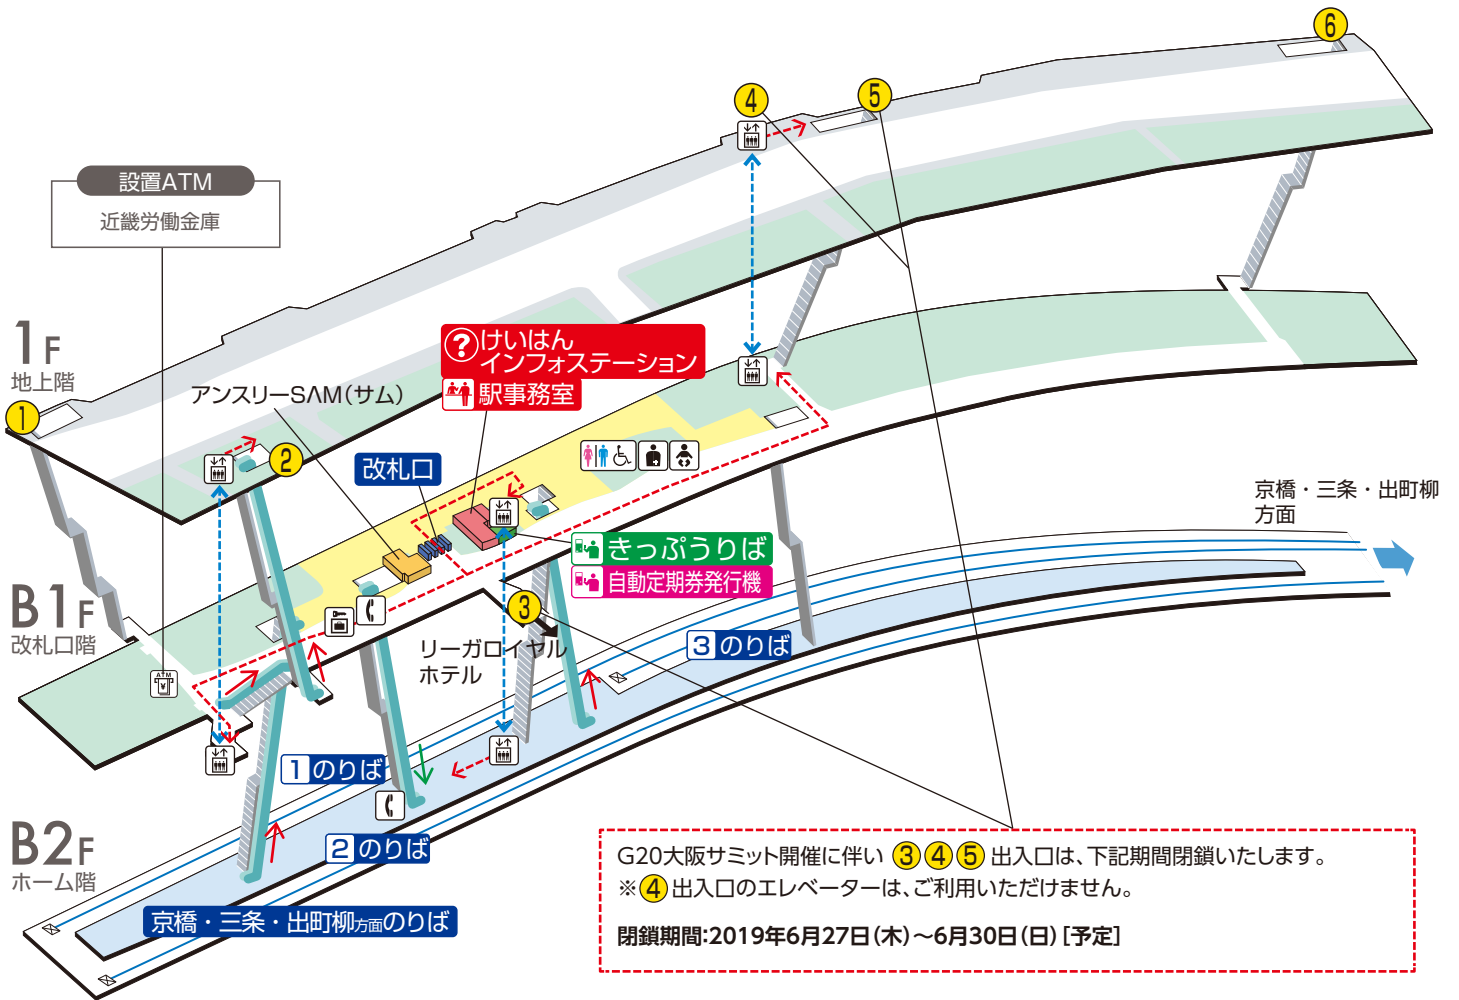 6
5
4
設置ATM
近畿労働金庫
1F
地上階
けいはん
インフォステーション
駅事務室
アンスリーSAM(サム)
1
2
改札口
京橋・三条・出町柳
方面
きっぷうりば
自動定期券発行機
B1F
改札口階
3
リーガロイヤル
ホテル
3 のりば
ATM
¥
1 のりば
2 のりば
B2F
ホーム階
京橋・三条・出町柳方面のりば
G20大阪サミット開催に伴い ③④⑤ 出入口は、下記期間閉鎖いたします。
※④出入口のエレベーターは、ご利用いただけません。
閉鎖期間:2019年6月27日(木)～6月30日(日)[予定]